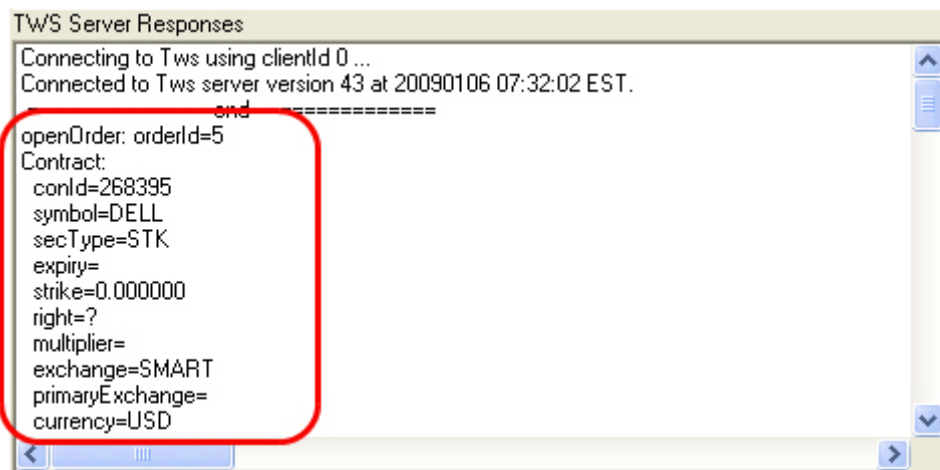 TWS Server Responses
Connecting to Tws using clientId 0 ...
Connected to Tws server version 43 at 20090106 07:32:02 EST.
end =============
openOrder: orderId=5
Contract:
conId=268395
symbol=DELL
secType=STK
expiry=
strike=0.000000
right=?
multiplier=
exchange=SMART
primaryExchange=
currency=USD